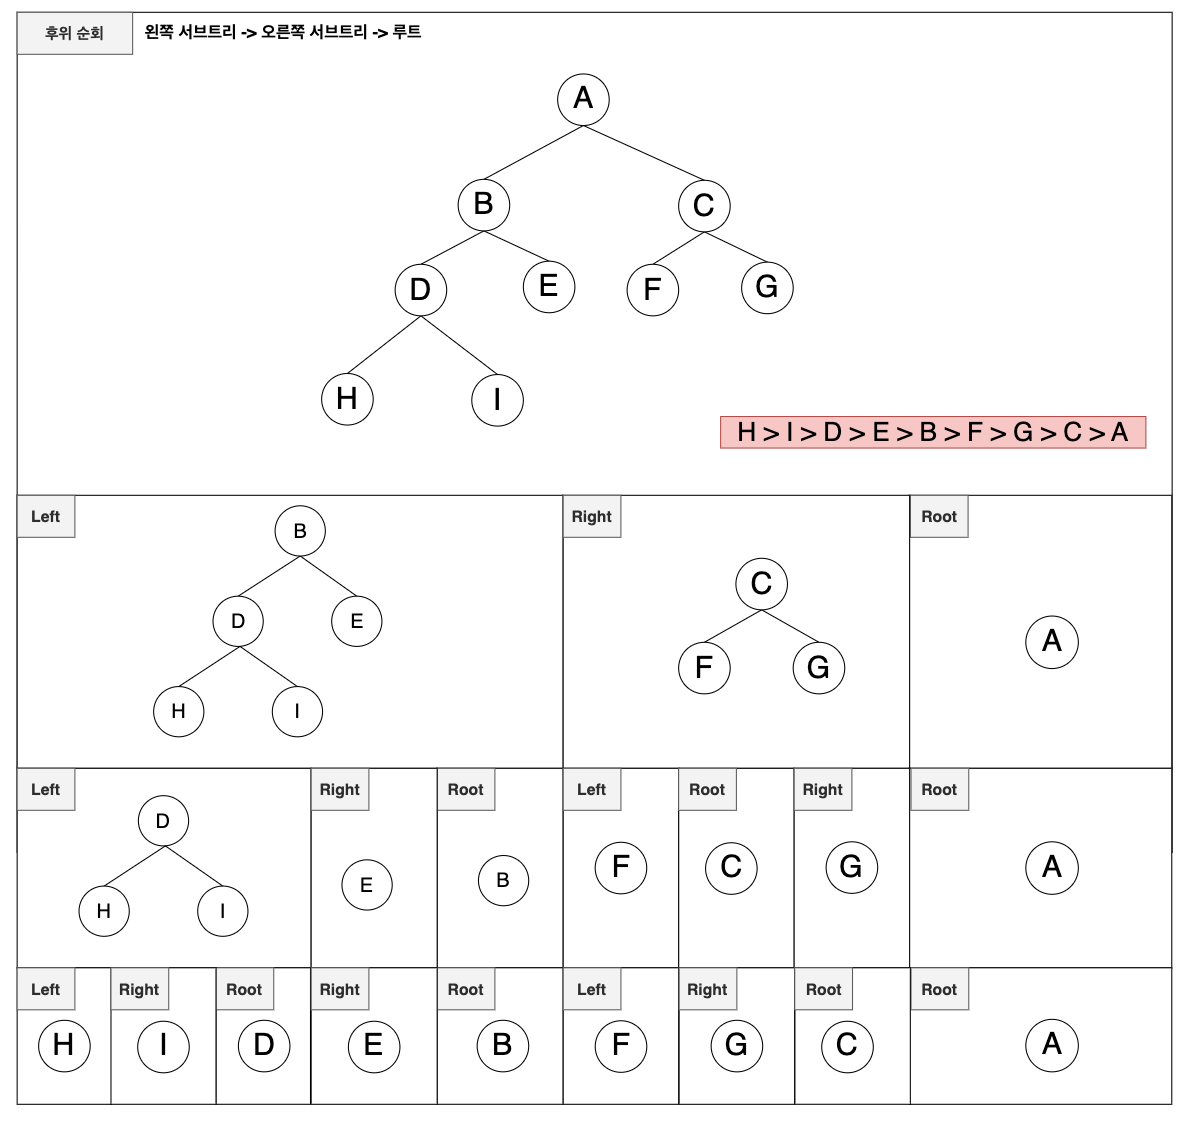 후위 순회
왼쪽 서브트리 -> 오른쪽 서브트리 -> 루트
A
B C
D E F G
H I
H > I > D > E > B > F > G > C > A
Left Right Root
B
C
D E
A
F G
H I
Left Right Root Left Root Right Root
D
E B F C G A
H I
Left Right Root Right Root Left Right Root Root
H I D E B F G C A